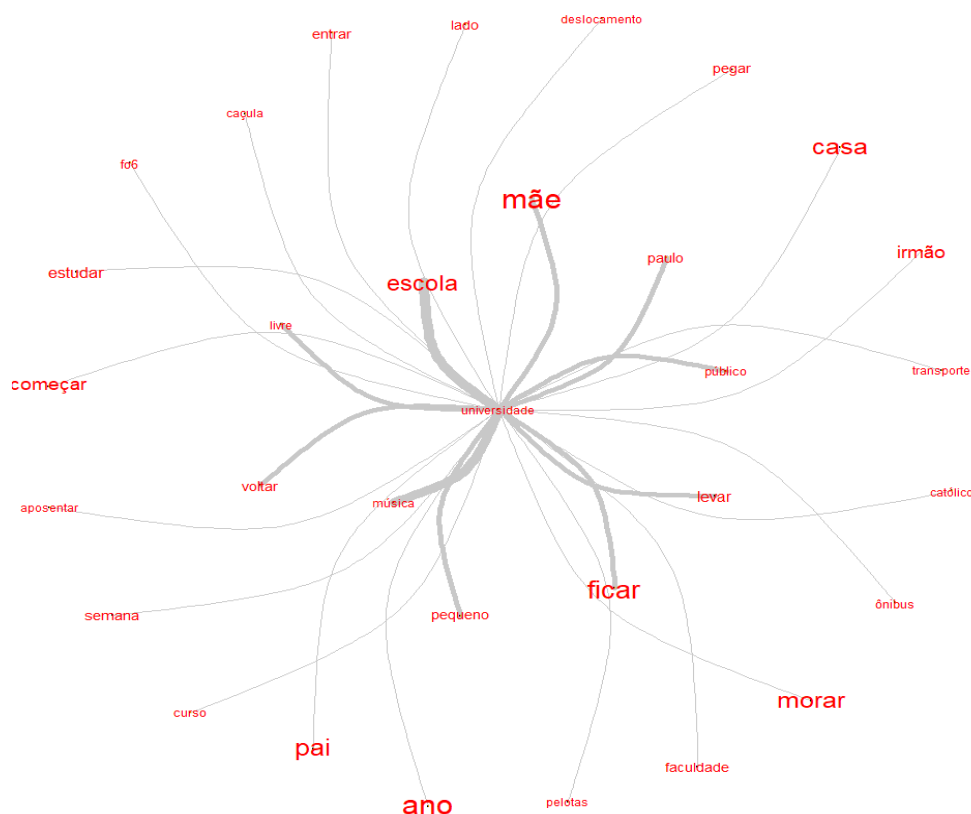 deslocamento
lado
entrar
pegar
caçula
casa
fd6
mãe
irmão
paulo
estudar
escola
livre
público
transporte
começar
universidade
voltar
levar
católico
música
aposentar
ficar
ônibus
semana
pequeno
morar
curso
pai
faculdade
ano
pelotas